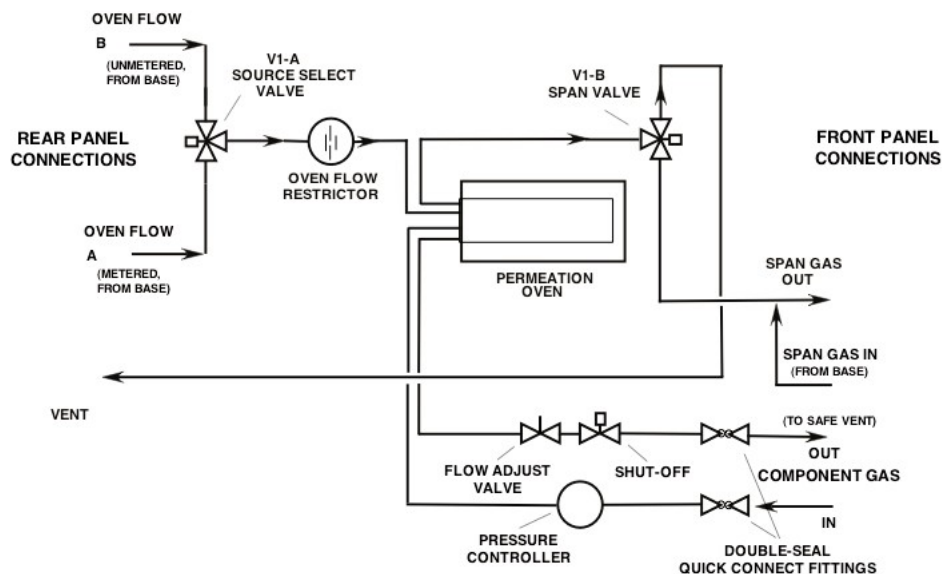 OVEN FLOW
B
(UNMETERED,
FROM BASE)
V1-A
SOURCE SELECT
VALVE
V1-B
SPAN VALVE
REAR PANEL
CONNECTIONS
FRONT PANEL
CONNECTIONS
OVEN FLOW
RESTRICTOR
OVEN FLOW
A
(METERED,
FROM BASE)
PERMEATION
OVEN
SPAN GAS
OUT
SPAN GAS IN
(FROM BASE)
VENT
(TO SAFE VENT)
OUT
FLOW ADJUST
VALVE
SHUT-OFF
COMPONENT GAS
IN
PRESSURE
CONTROLLER
DOUBLE-SEAL
QUICK CONNECT FITTINGS